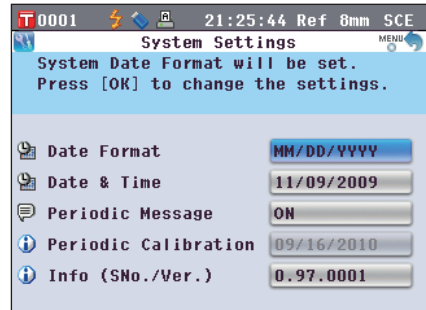 T0001 A 21:25:44 Ref 8mm SCE
System Settings MENU
System Date Format will be set.
Press [OK] to change the settings.
Date Format MM/DD/YYYY
Date & Time 11/09/2009
Periodic Message ON
Periodic Calibration 09/16/2010
Info (SNo./Ver.) 0.97.0001